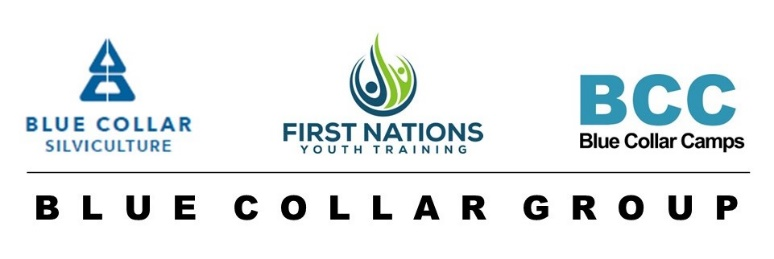 BLUE COLLAR
SILVICULTURE
FIRST NATIONS
YOUTH TRAINING
BCC
Blue Collar Camps
BLUE COLLAR GROUP